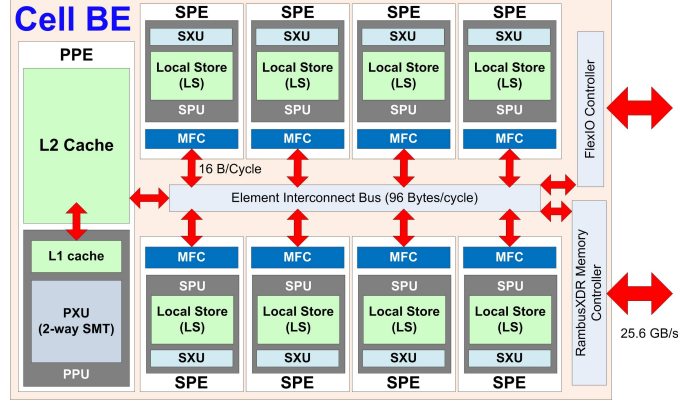 Cell BE
PPE
L2 Cache
L1 cache
PXU
(2-way SMT)
PPU
SPE
SXU
Local Store
(LS)
SPU
MFC
SPE
SXU
Local Store
(LS)
SPU
MFC
SPE
SXU
Local Store
(LS)
SPU
MFC
SPE
SXU
Local Store
(LS)
SPU
MFC
16 B/Cycle
Element Interconnect Bus (96 Bytes/cycle)
MFC
SPU
Local Store
(LS)
SXU
SPE
MFC
SPU
Local Store
(LS)
SXU
SPE
MFC
SPU
Local Store
(LS)
SXU
SPE
MFC
SPU
Local Store
(LS)
SXU
SPE
FlexIO Controller
RambusXDR Memory
Controller
25.6 GB/s